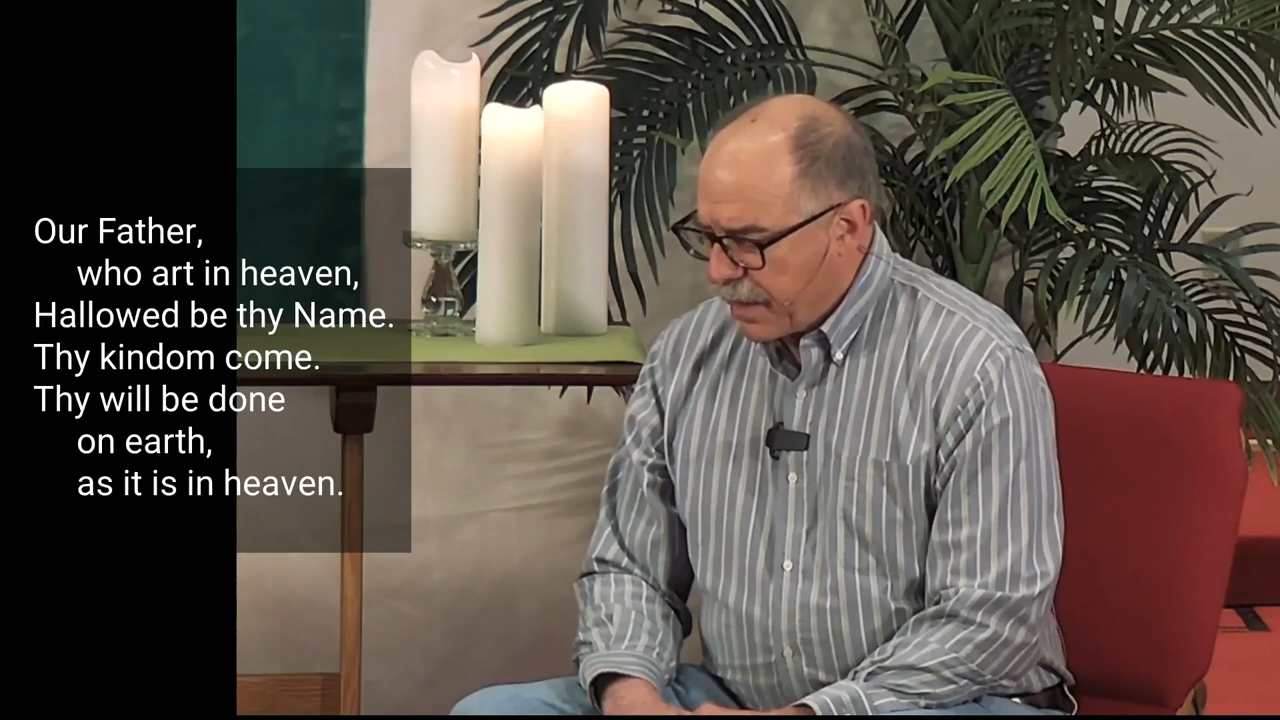 Our Father,
who art in heaven,
Hallowed be thy Name.
Thy kindom come.
Thy will be done
on earth,
as it is in heaven.